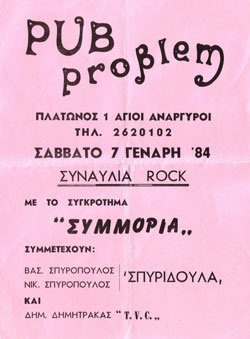 PUB
problem
ΠΛΑΤΩΝΟΣ 1 ΑΓΙΟΙ ΑΝΑΡΓΥΡΟΙ
ΤΗΛ. 2620102
ΣΑΒΒΑΤΟ 7 ΓΕΝΑΡΗ '84
ΣΥΝΑΥΛΙΑ ROCK
ΜΕ ΤΟ ΣΥΓΚΡΟΤΗΜΑ
“ΣΥΜΜΟΡΙΑ„
ΣΥΜΜΕΤΕΧΟΥΝ:
ΒΑΣ. ΣΠΥΡΟΠΟΥΛΟΣ
ΝΙΚ. ΣΠΥΡΟΠΟΥΛΟΣ
'ΣΠΥΡΙΔΟΥΛΑ,
ΚΑΙ
ΔΗΜ. ΔΗΜΗΤΡΑΚΑΣ “T.V.C.„